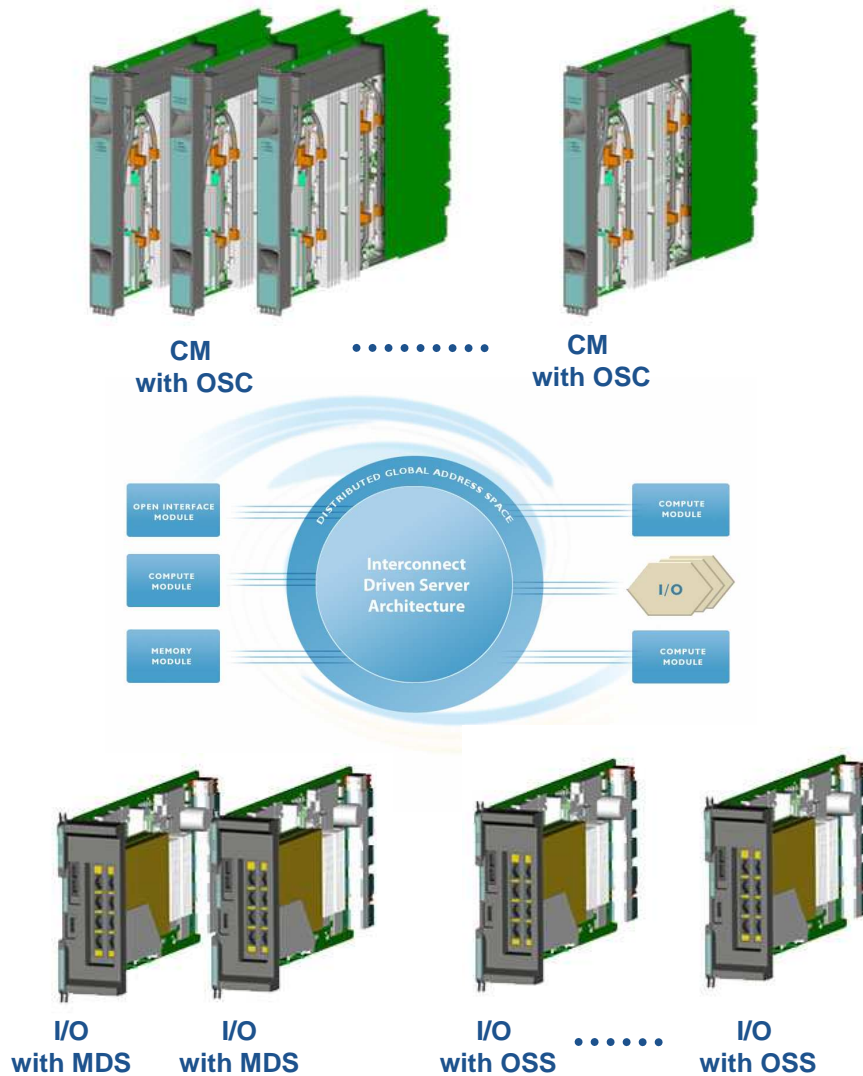 CM
with OSC
CM
with OSC
DISTRIBUTED GLOBAL ADDRESS SPACE
OPEN INTERFACE
MODULE
COMPUTE
MODULE
MEMORY
MODULE
Interconnect
Driven Server
Architecture
COMPUTE
MODULE
I/O
COMPUTE
MODULE
I/O
with MDS
I/O
with MDS
I/O
with OSS
I/O
with OSS